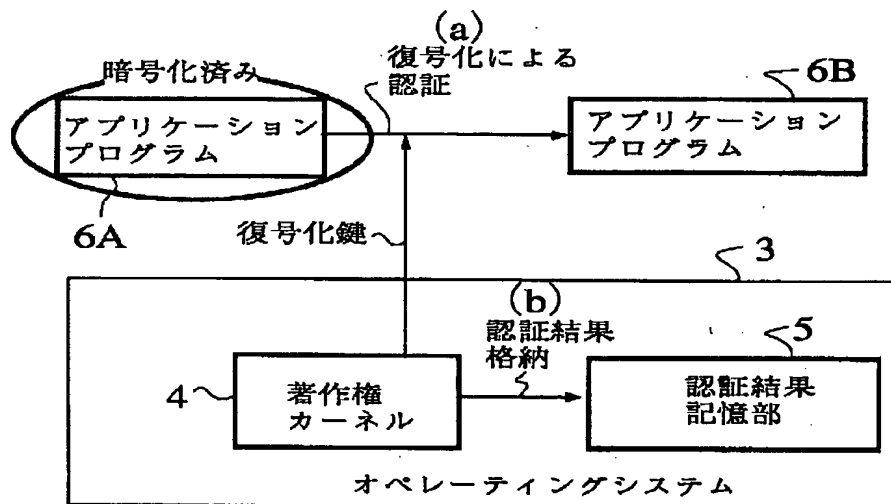 (a)
復号化による
認証
暗号化済み
アプリケーション
プログラム
6A
6B
アプリケーション
プログラム
復号化鍵
3
(b)
認証結果
格納
5
4
著作権
カーネル
認証結果
記憶部
オペレーティングシステム